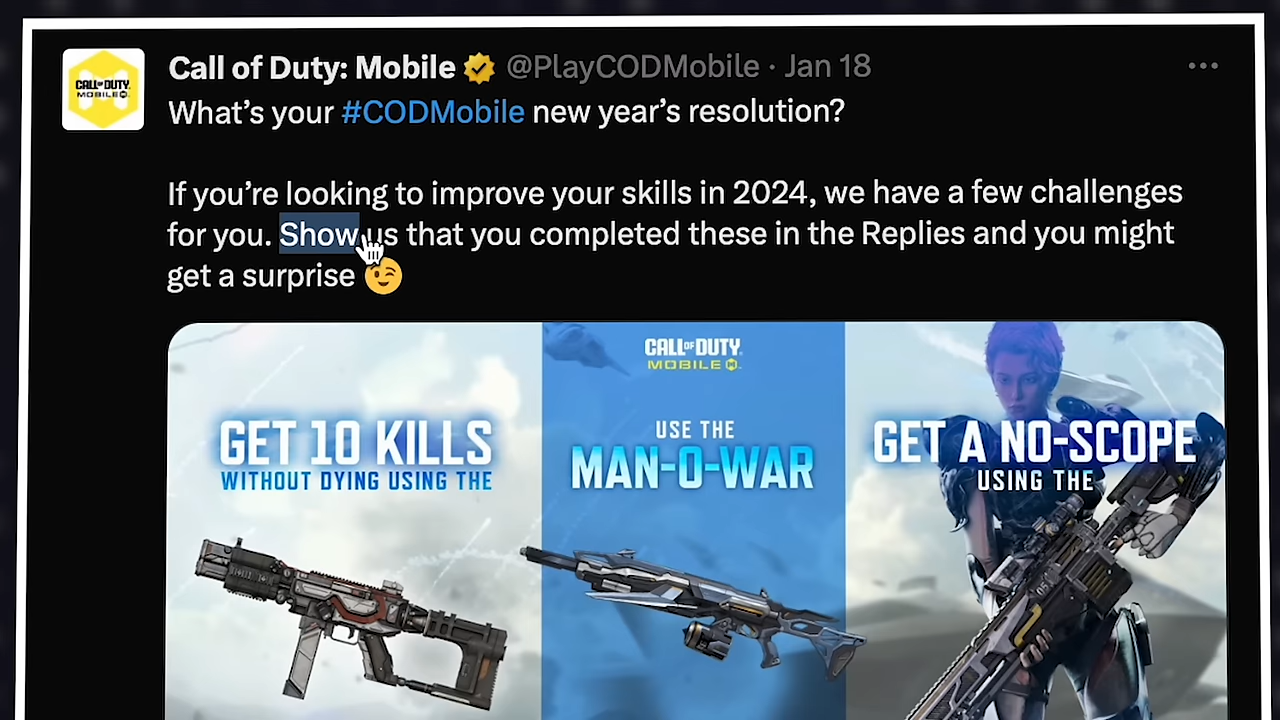 Call of Duty: Mobile @PlayCODMobile · Jan 18
What's your #CODMobile new year's resolution?
If you're looking to improve your skills in 2024, we have a few challenges
for you. Show us that you completed these in the Replies and you might
get a surprise 😉
CALL OF DUTY
MOBILE
CALL OF DUTY
MOBILE
GET 10 KILLS
WITHOUT DYING USING THE
USE THE
MAN-O-WAR
GET A NO-SCOPE
USING THE